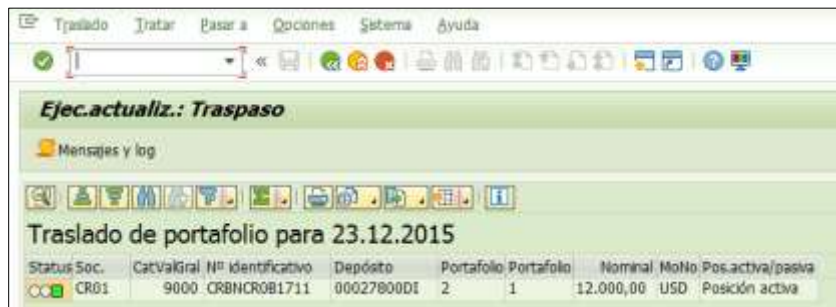 Traslado Tratar Pasar a Opciones Sistema Ayuda
Ejec.actualiz.: Traspaso
Mensajes y log
Traslado de portafolio para 23.12.2015
Status Soc. CatValGral Nº identificativo Depósito Portafolio Portafolio Nominal MoNo Pos.activa/pasiva
CR01 9000 CRBNCR0B1711 00027800DI 2 1 12.000,00 USD Posición activa